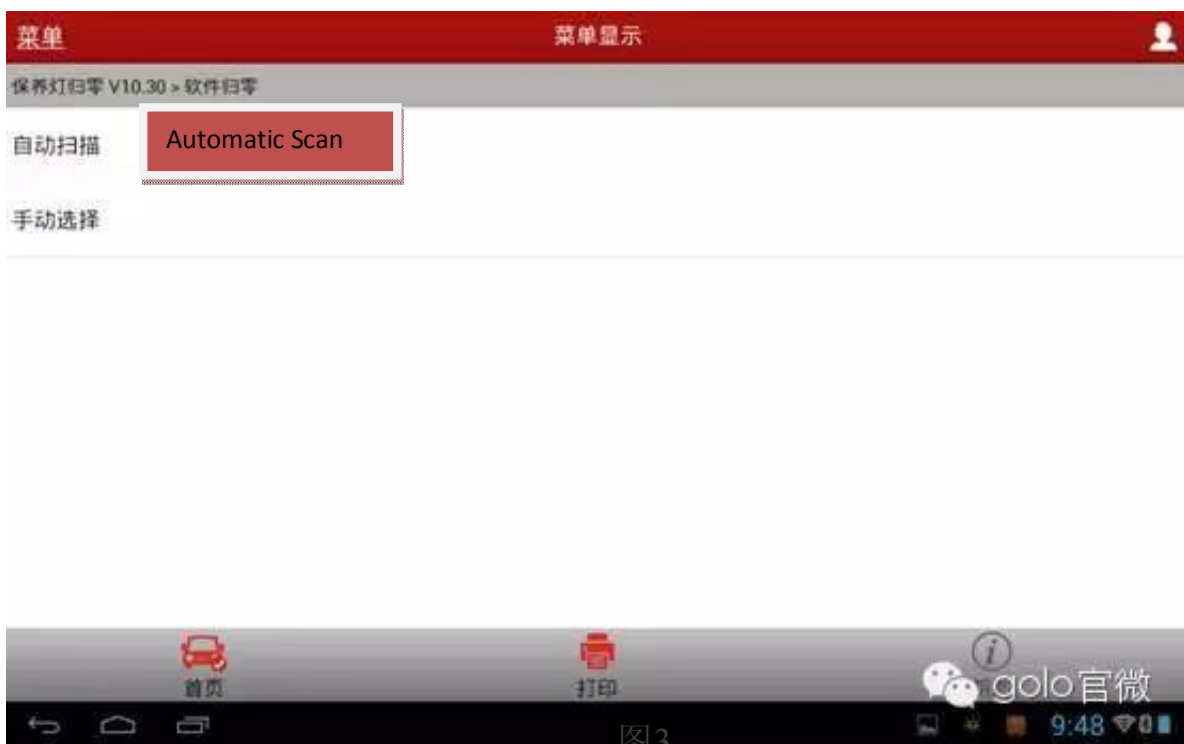 菜单
菜单显示
保养灯归零 V10.30 > 软件归零
自动扫描
Automatic Scan
手动选择
首页
打印
golo官微
图3
9:48